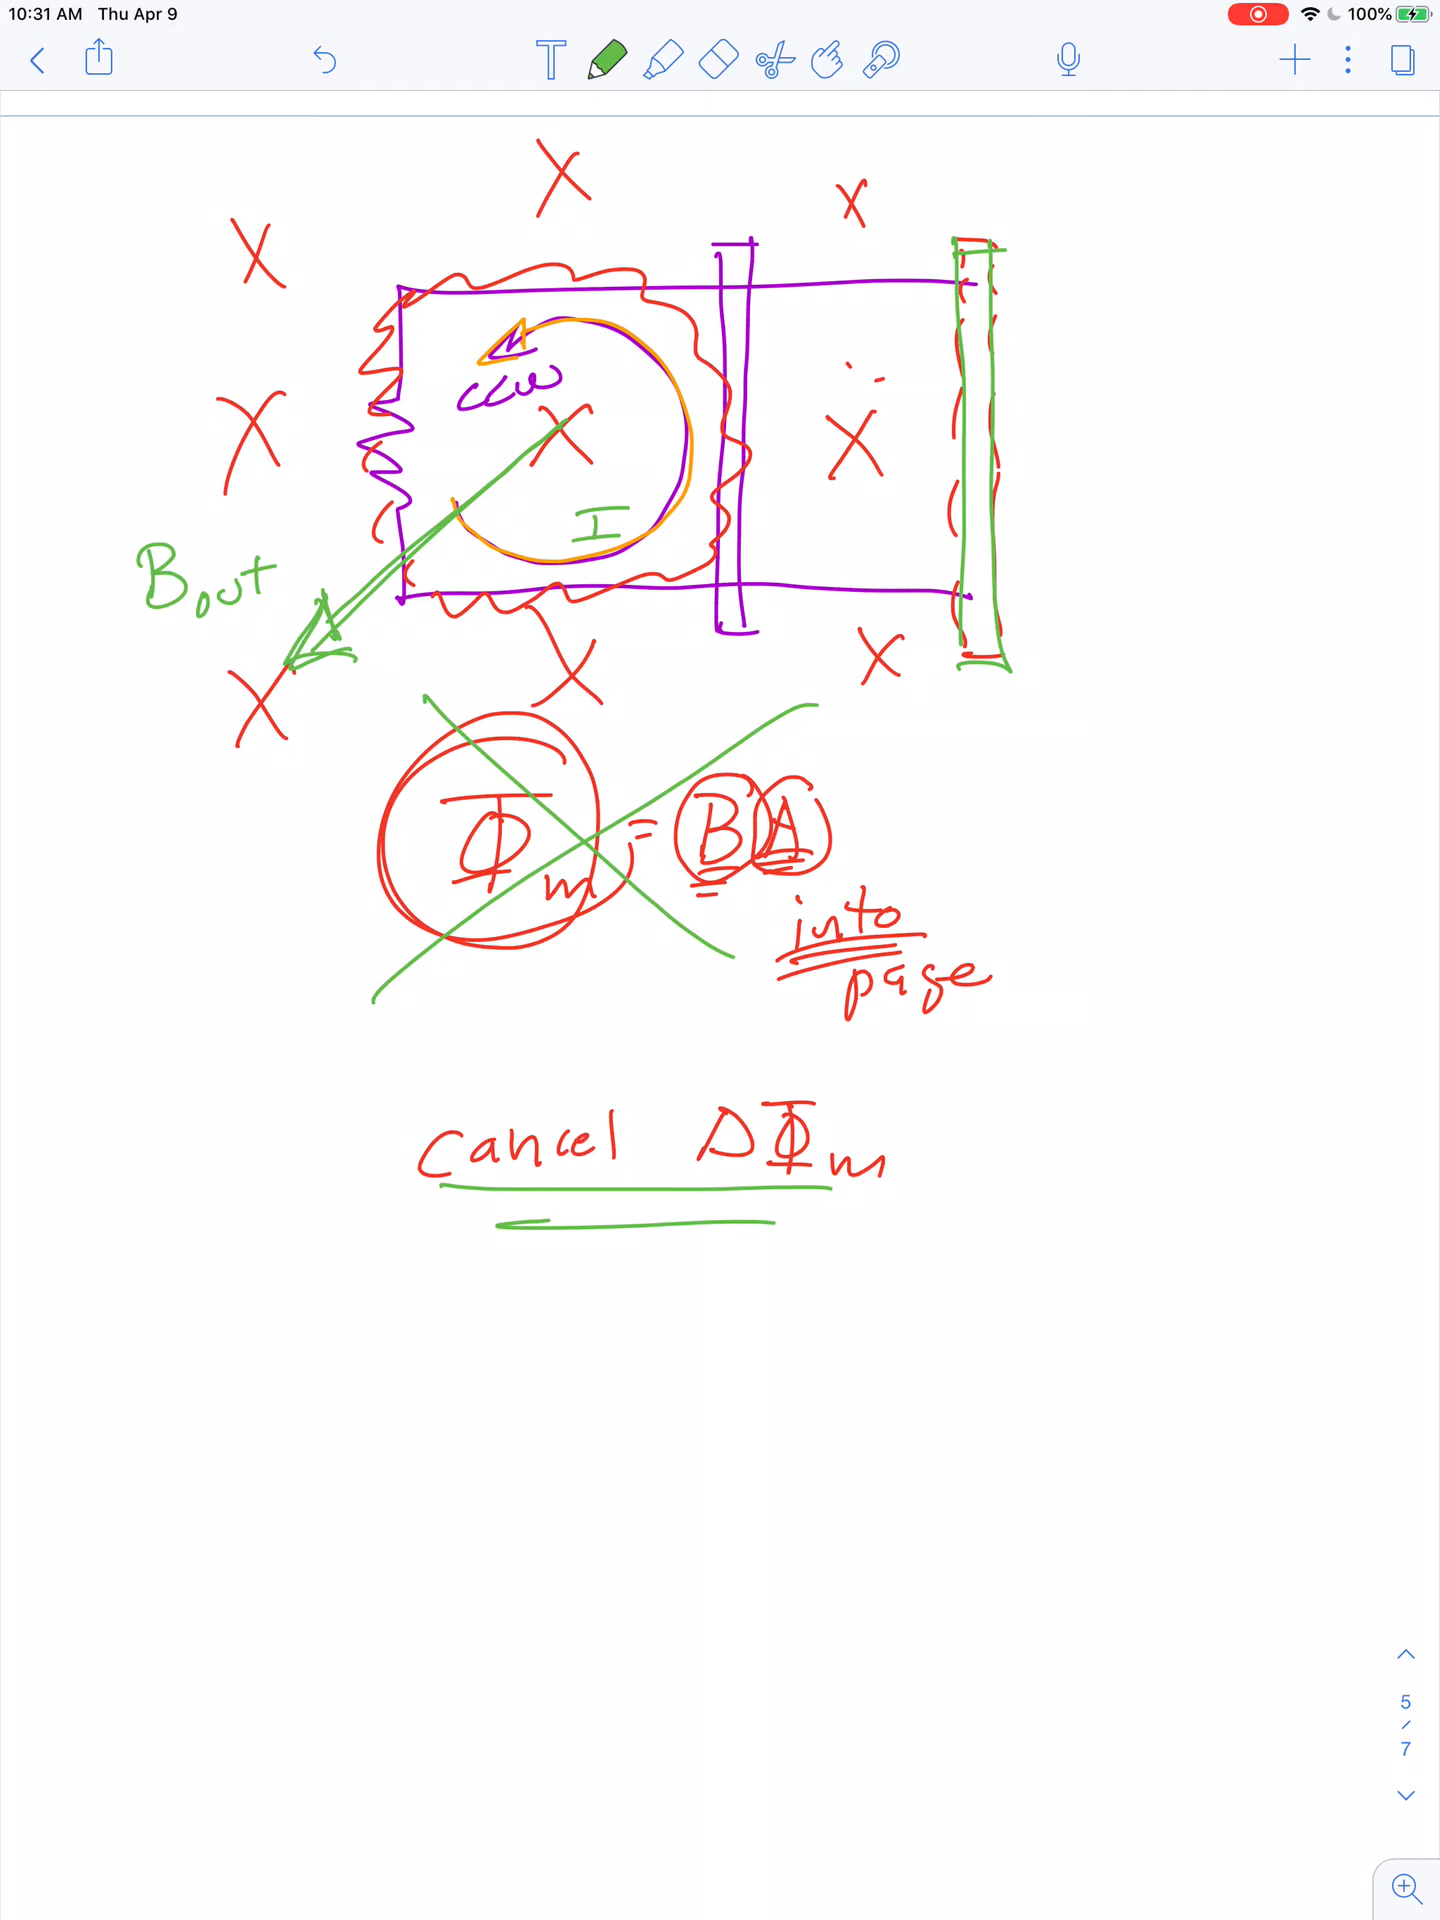 10:31 AM Thu Apr 9
100%
T
X
X
X
ccw
X
X
X
I
Bout
X
X
X
Φm = BA
into
page
cancel ΔΦm
5
/
7